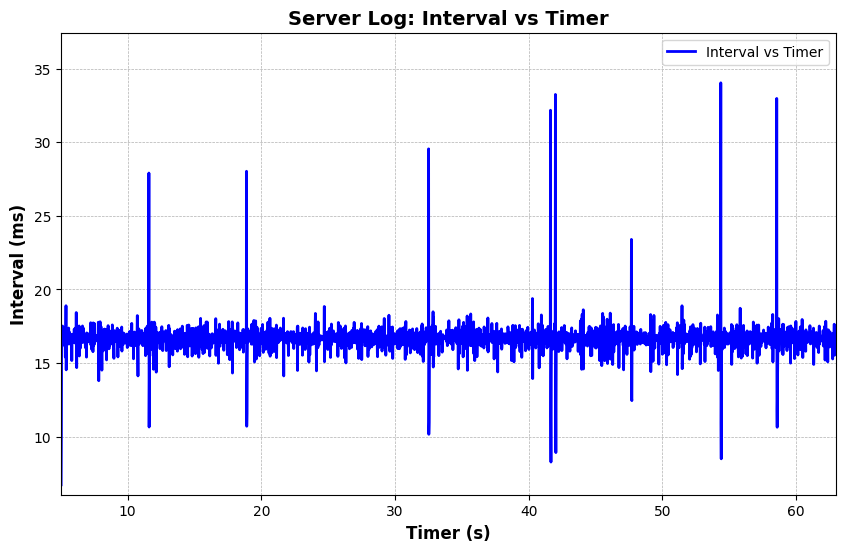 Server Log: Interval vs Timer
Interval vs Timer
35
30
25
20
15
10
Interval (ms)
10 20 30 40 50 60
Timer (s)